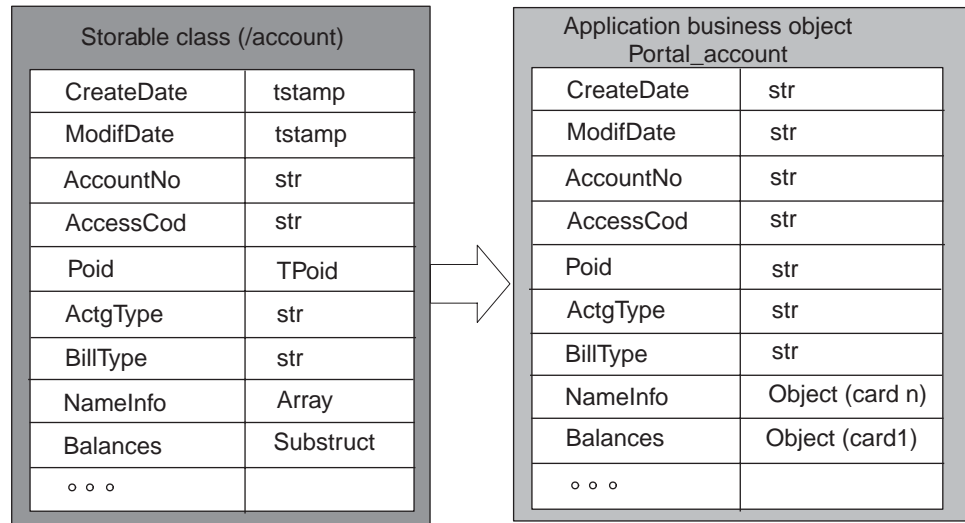 Storable class (/account)
CreateDate tstamp
ModifDate tstamp
AccountNo str
AccessCod str
Poid TPoid
ActgType str
BillType str
NameInfo Array
Balances Substruct
Application business object
Portal_account
CreateDate str
ModifDate str
AccountNo str
AccessCod str
Poid str
ActgType str
BillType str
NameInfo Object (card n)
Balances Object (card1)